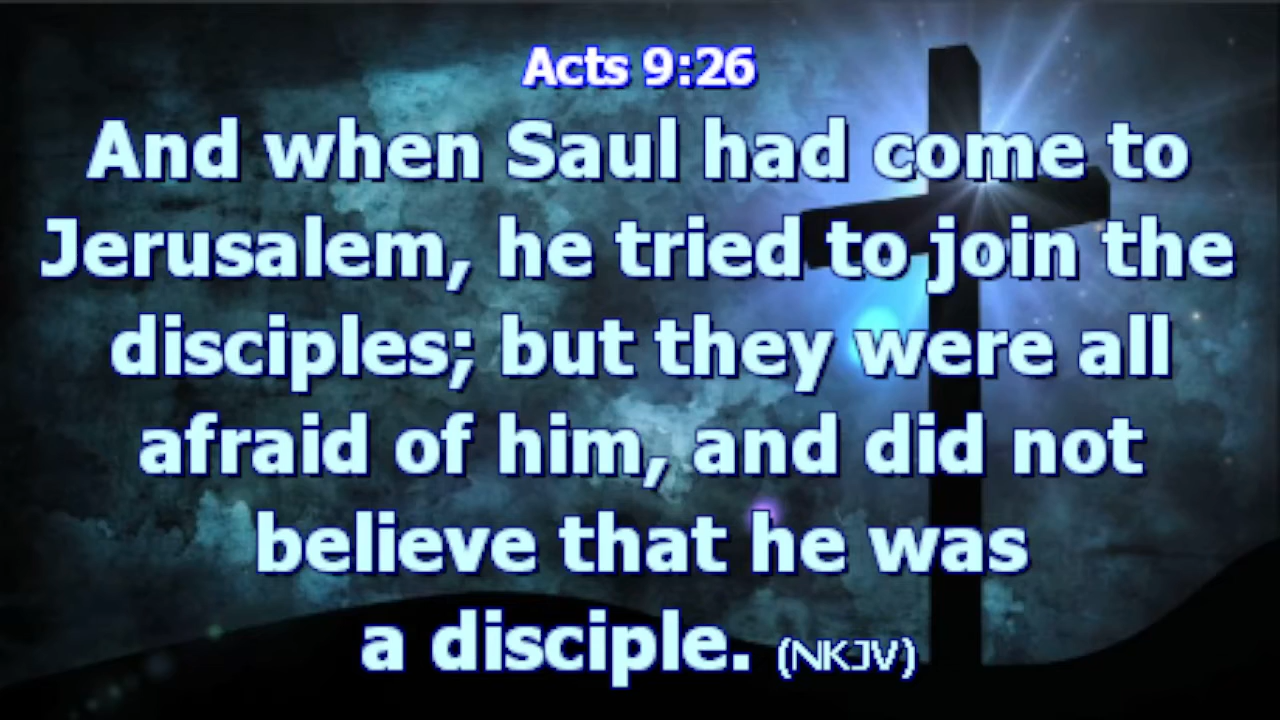 Acts 9:26
And when Saul had come to
Jerusalem, he tried to join the
disciples; but they were all
afraid of him, and did not
believe that he was
a disciple. (NKJV)